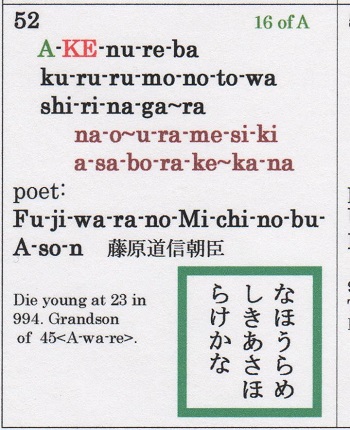 52
16 of A
A-KE-nu-re-ba
ku-ru-ru-mo-no-to-wa
shi-ri-na-ga~ra
na-o~u-ra-me-si-ki
a-sa-bo-ra-ke~ka-na
poet:
Fu-ji-wa-ra-no-Mi-chi-no-bu-
A-so-n 藤原道信朝臣
Die young at 23 in
994. Grandson
of 45<A-wa-re>.
なほうらめ
しきあさほ
らけかな